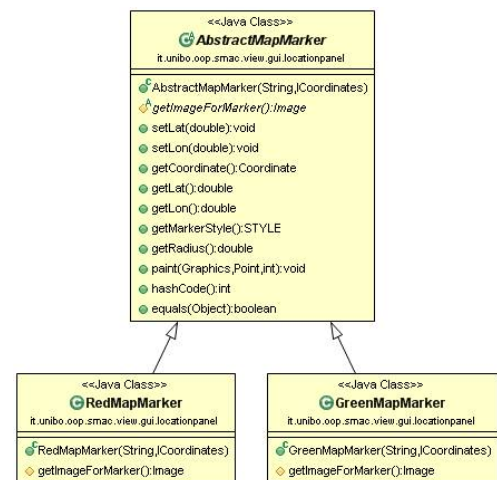 <<Java Class>>
AbstractMapMarker
it.unibo.oop.smac.view.gui.locationpanel
AbstractMapMarker(String,ICoordinates)
getImageForMarker():Image
setLat(double):void
setLon(double):void
getCoordinate():Coordinate
getLat():double
getLon():double
getMarkerStyle():STYLE
getRadius():double
paint(Graphics,Point,int):void
hashCode():int
equals(Object):boolean
<<Java Class>>
RedMapMarker
it.unibo.oop.smac.view.gui.locationpanel
RedMapMarker(String,ICoordinates)
getImageForMarker():Image
<<Java Class>>
GreenMapMarker
it.unibo.oop.smac.view.gui.locationpanel
GreenMapMarker(String,ICoordinates)
getImageForMarker():Image